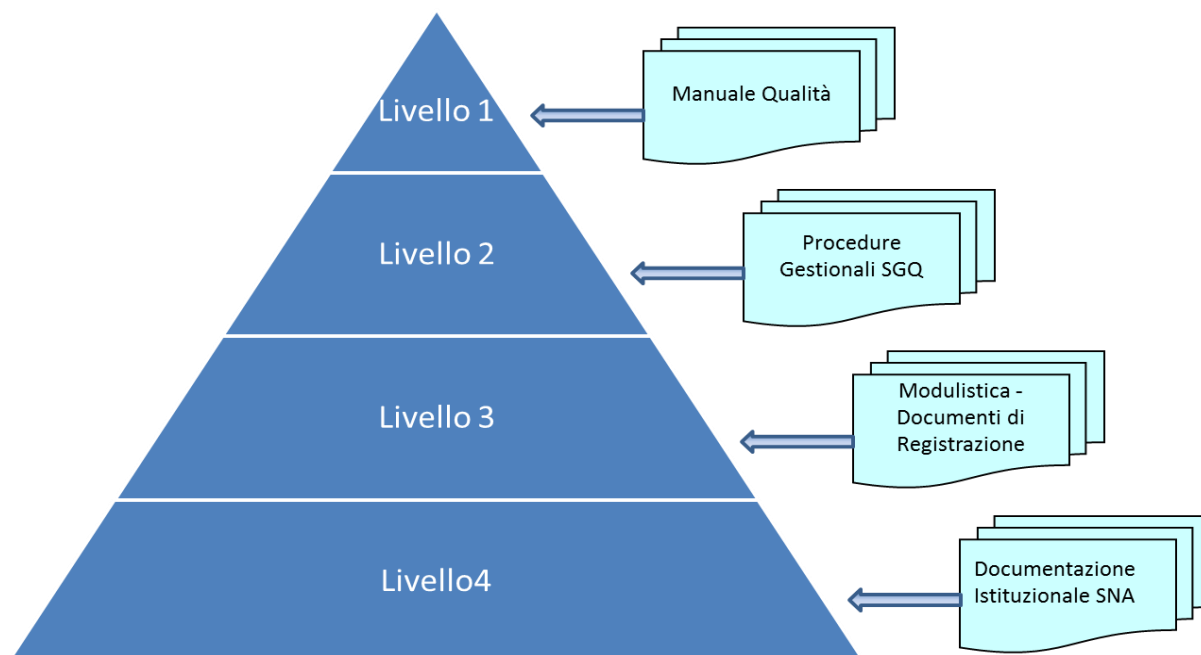 Livello 1
Manuale Qualità
Livello 2
Procedure
Gestionali SGQ
Livello 3
Modulistica -
Documenti di
Registrazione
Livello4
Documentazione
Istituzionale SNA